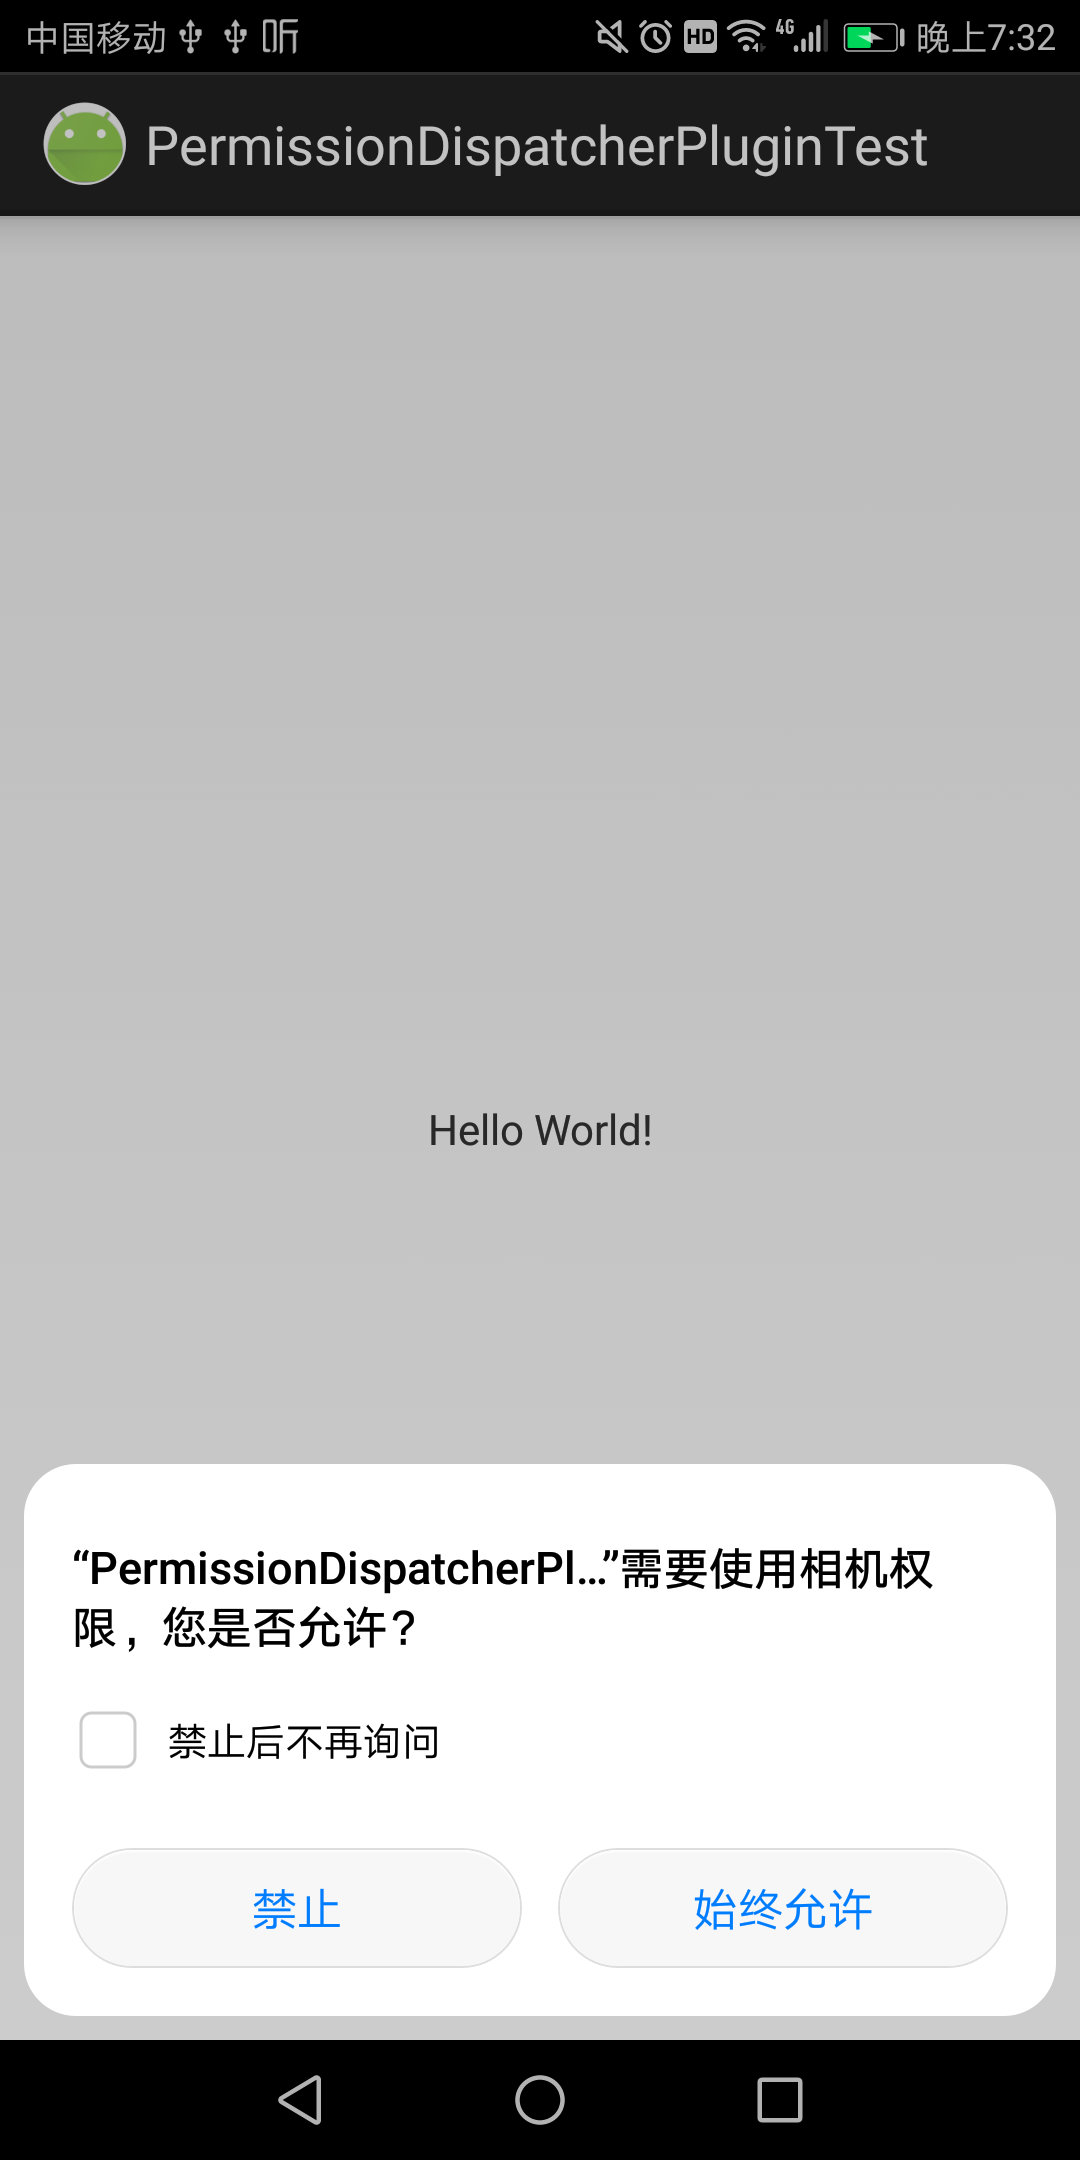 中国移动 听 HD 4G 晚上7:32
PermissionDispatcherPluginTest
Hello World!
“PermissionDispatcherPl...”需要使用相机权
限，您是否允许？
禁止后不再询问
禁止 始终允许